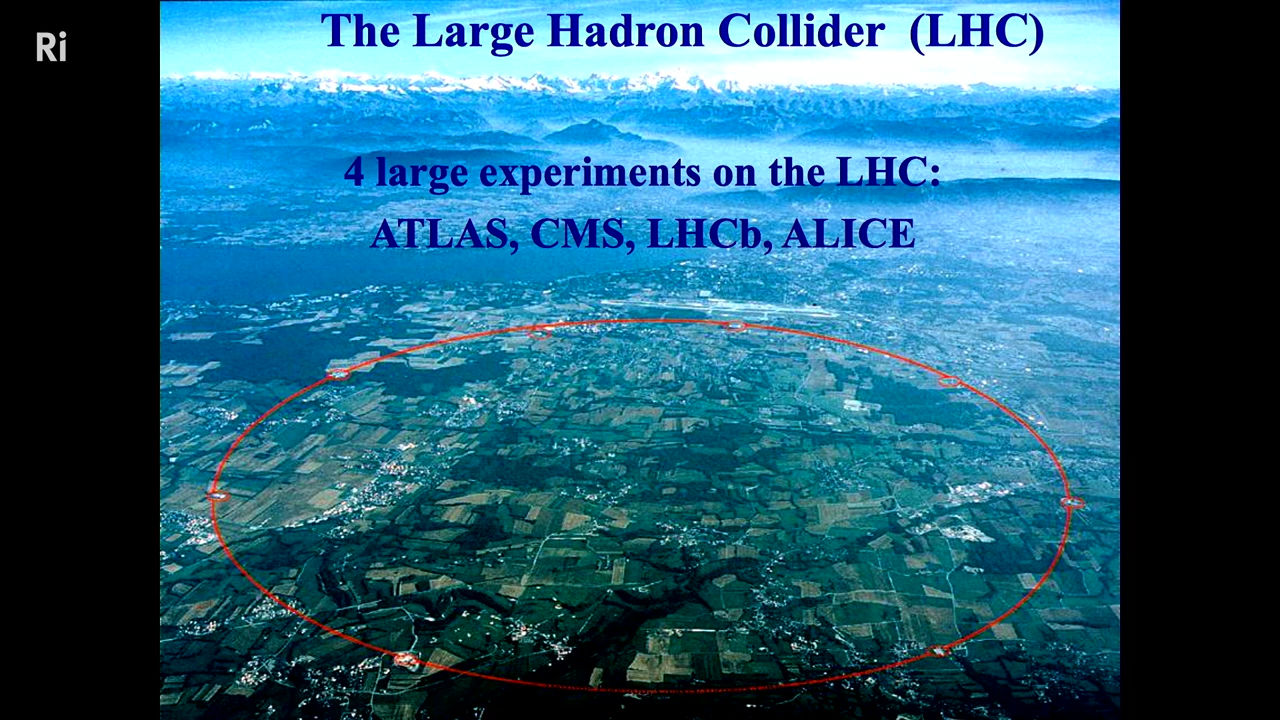 Ri
The Large Hadron Collider (LHC)
4 large experiments on the LHC:
ATLAS, CMS, LHCb, ALICE